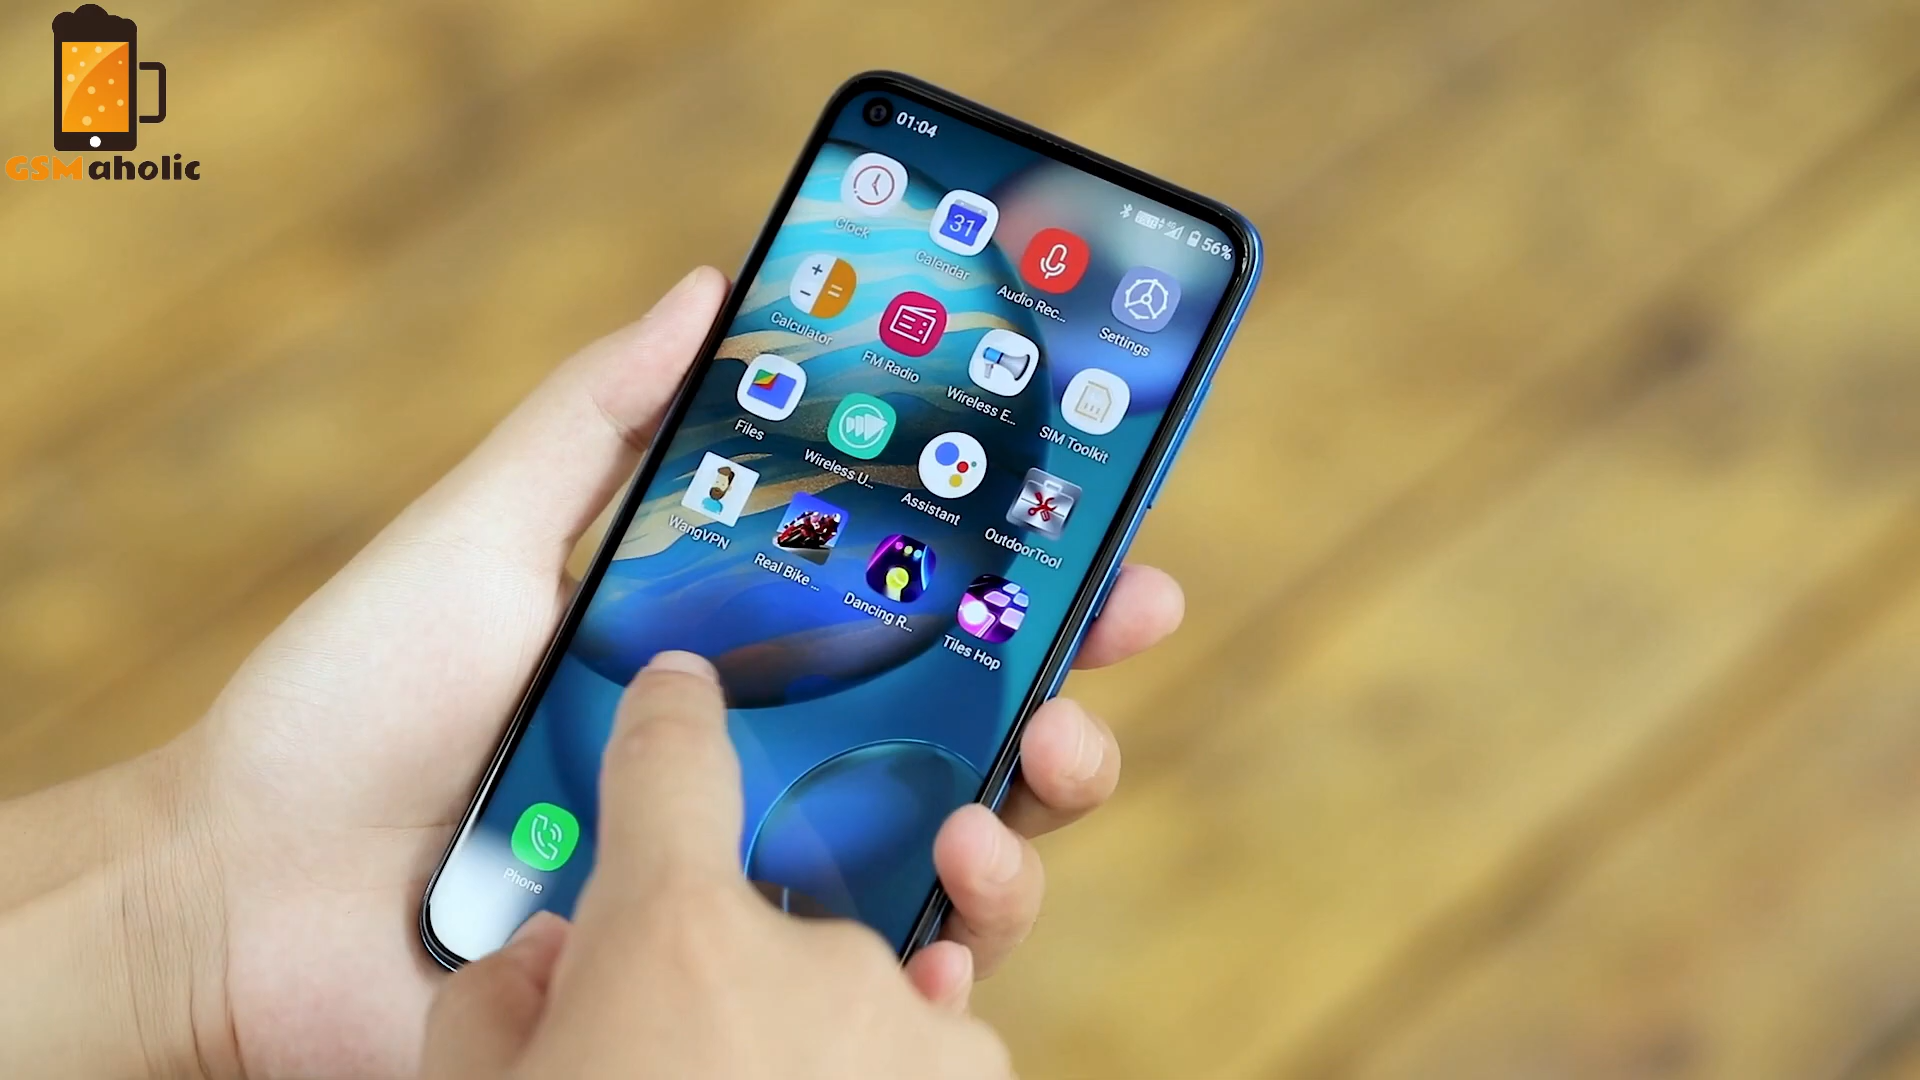 GSMaholic
01:04
56%
Clock
Calendar
31
Audio Rec...
Settings
Calculator
FM Radio
Wireless E...
SIM Toolkit
Files
Wireless U...
Assistant
OutdoorTool
WangVPN
Real Bike ...
Dancing R...
Tiles Hop
Phone